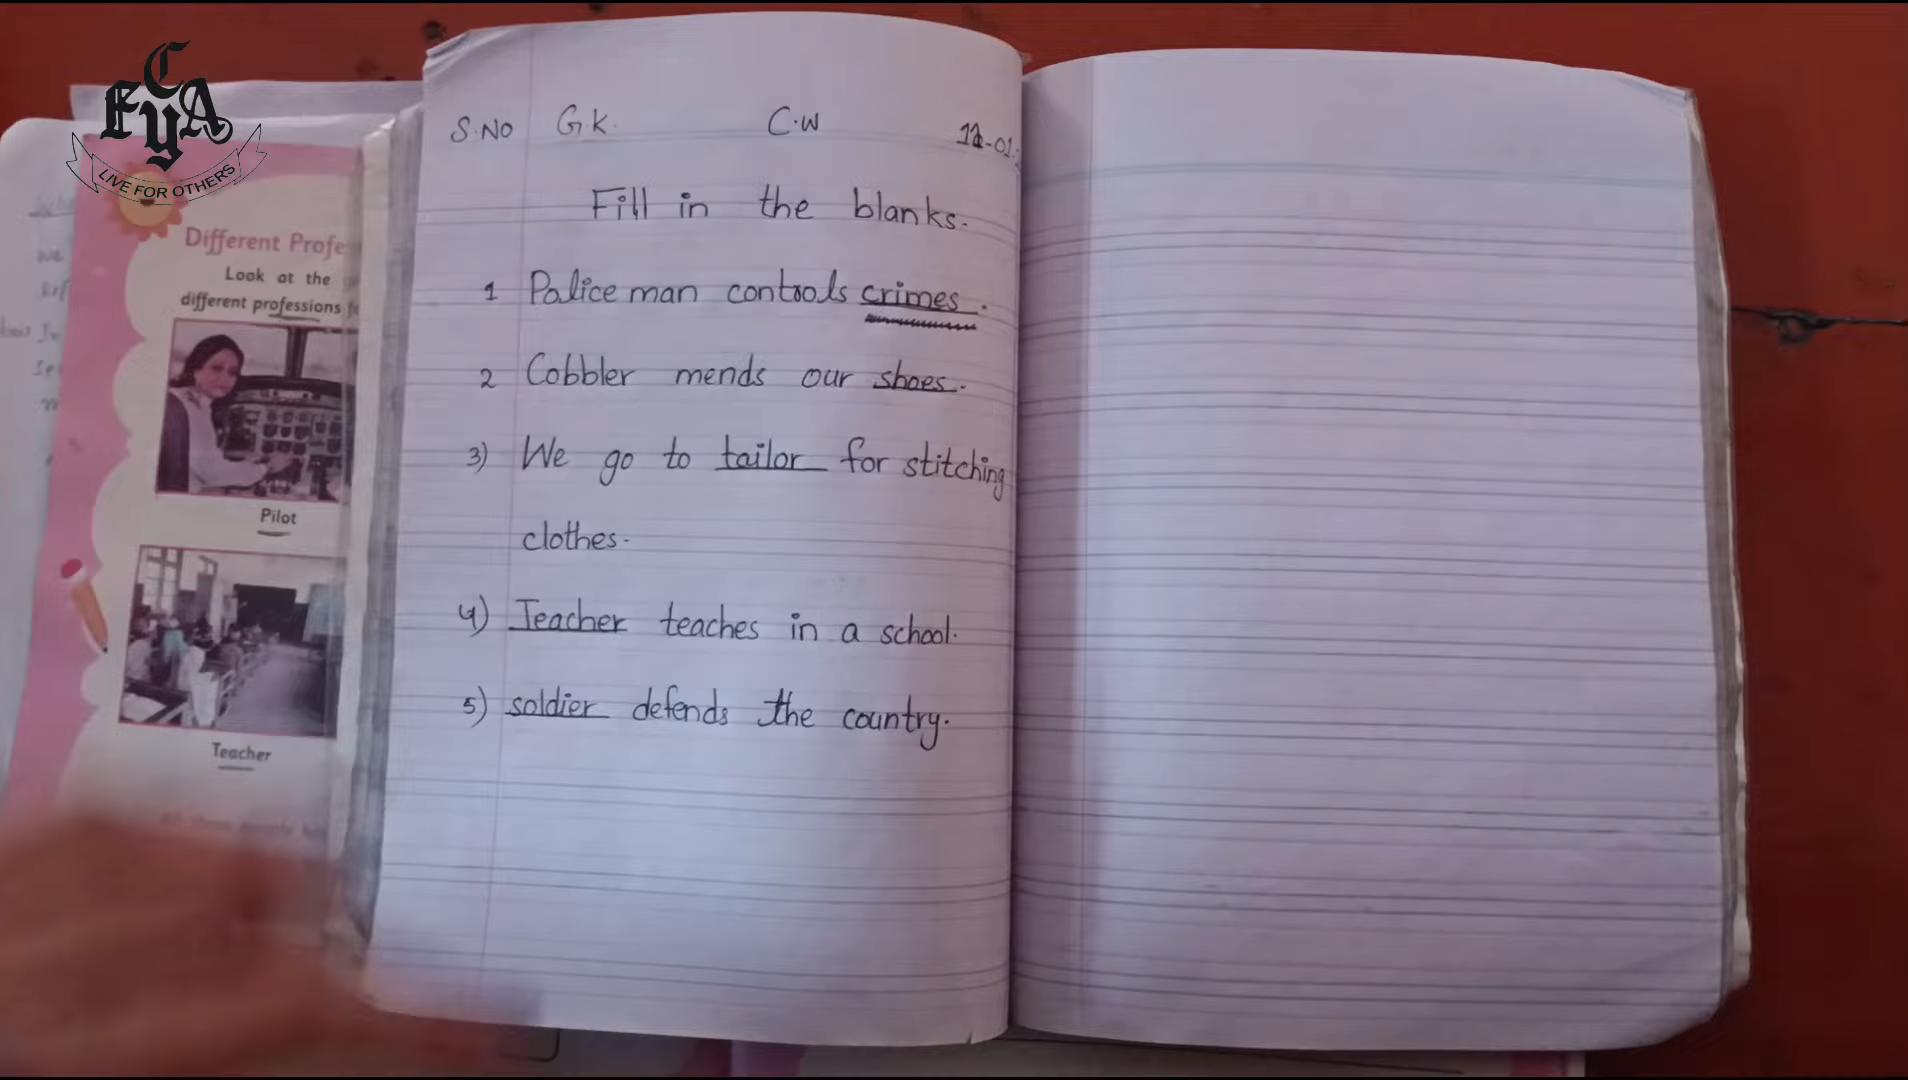 C
EYA
LIVE FOR OTHERS
Different
Look at the
different professions
Pilot
Teacher
S.No G.K. C.W
Fill in the blanks.
1 Police man controls crimes.
2 Cobbler mends our shoes.
3) We go to tailor for stitching
clothes.
4) Teacher teaches in a school.
5) soldier defends the country.